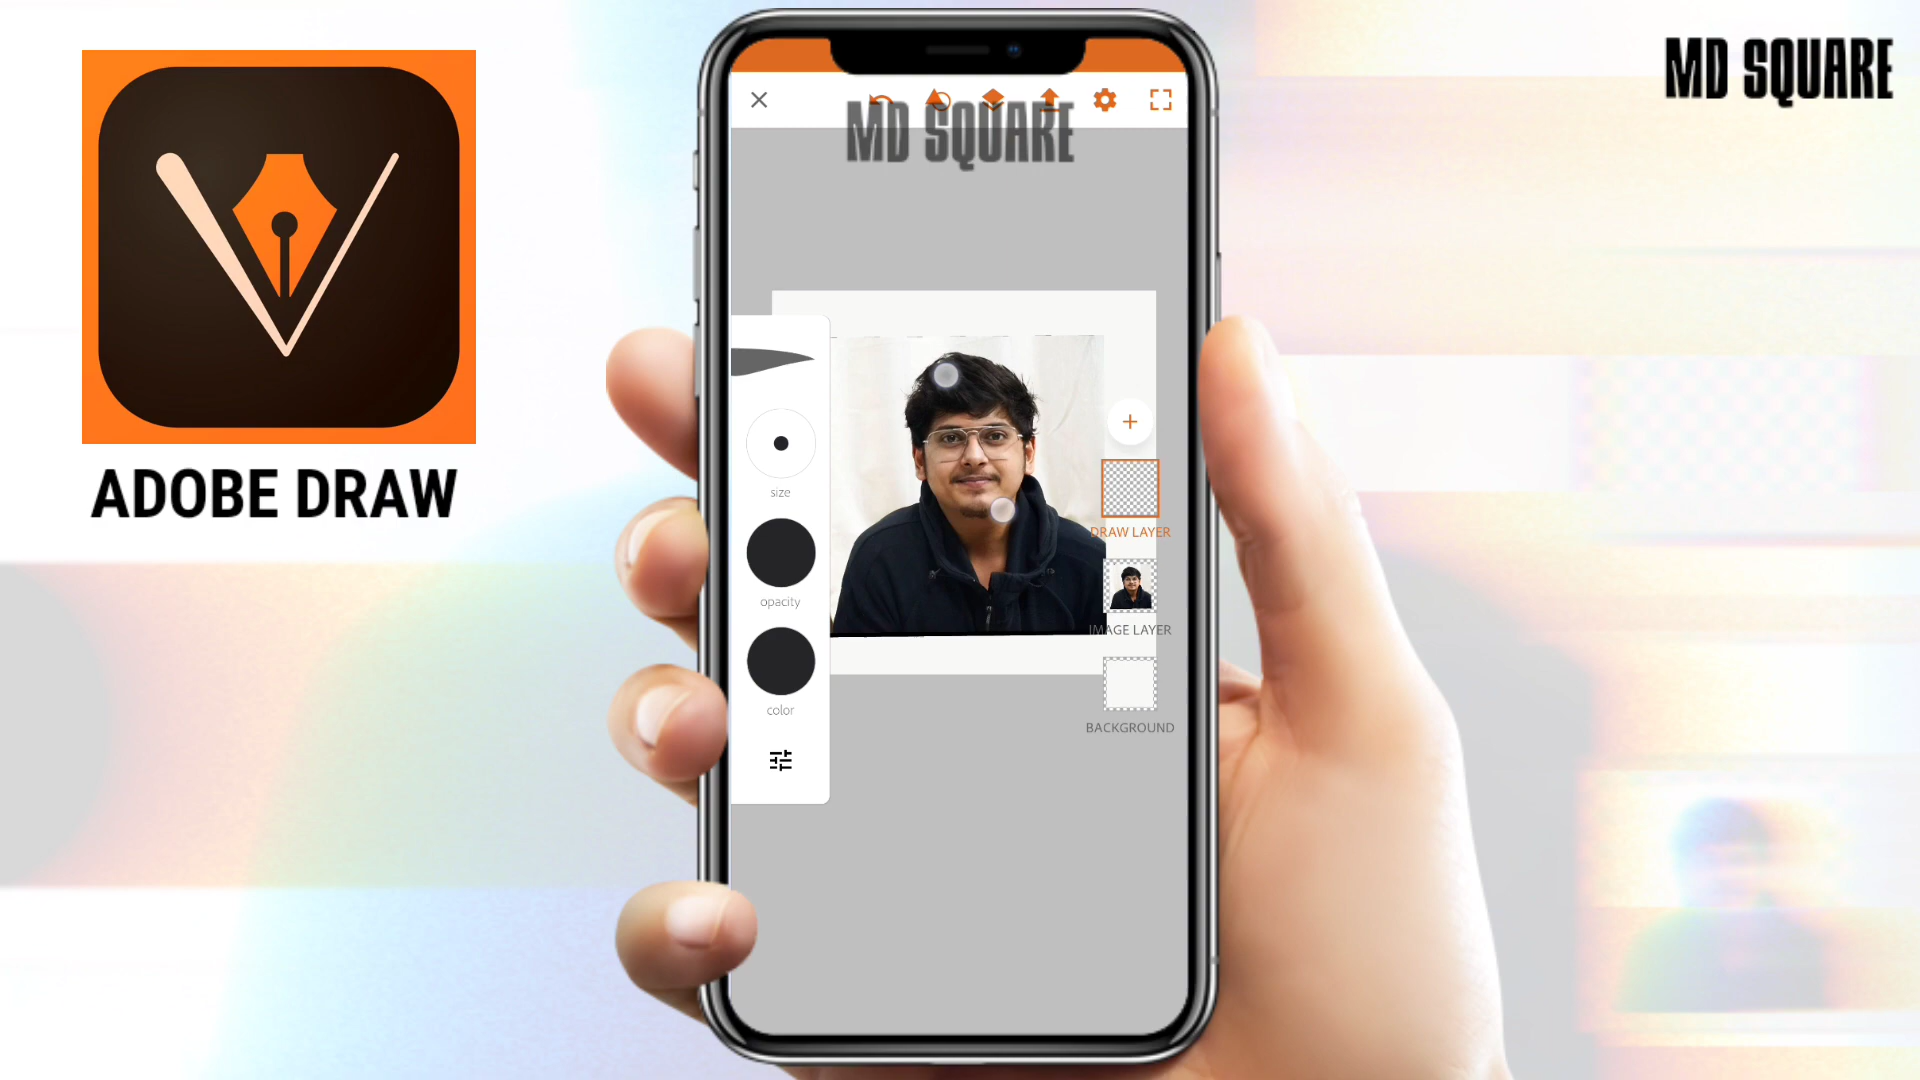 MD SQUARE
MD SQUARE
ADOBE DRAW
size
opacity
color
DRAW LAYER
IMAGE LAYER
BACKGROUND